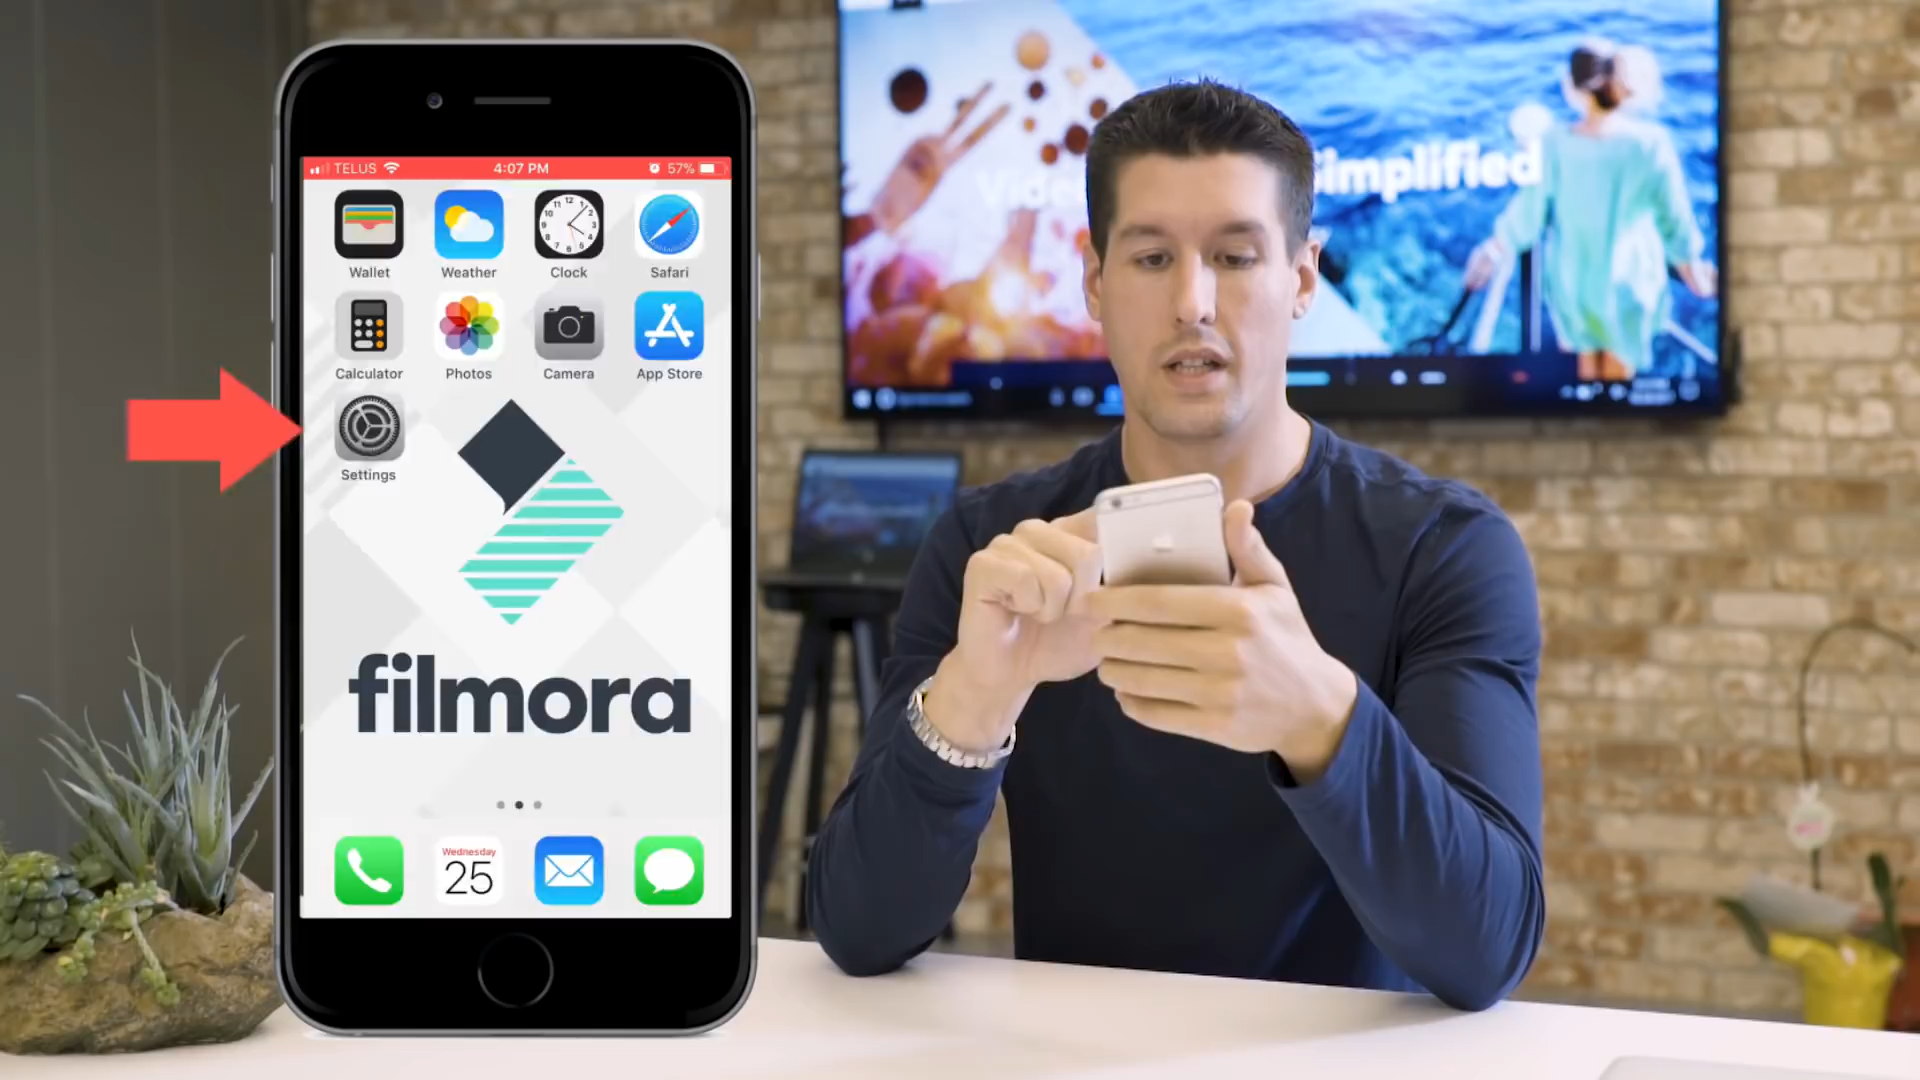 TELUS 4:07 PM 57%
Wallet Weather Clock Safari
Calculator Photos Camera App Store
Settings
filmora
Wednesday
25
Simplified